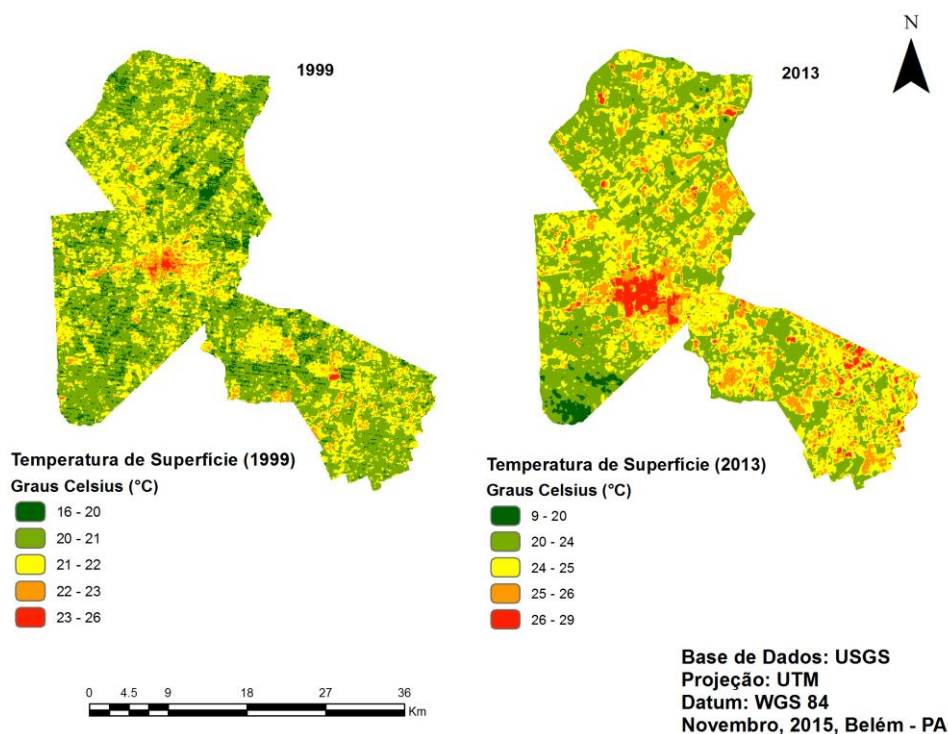 N
1999
2013
Temperatura de Superfície (1999)
Graus Celsius (°C)
16 - 20
20 - 21
21 - 22
22 - 23
23 - 26
Temperatura de Superfície (2013)
Graus Celsius (°C)
9 - 20
20 - 24
24 - 25
25 - 26
26 - 29
0 4.5 9 18 27 36
Km
Base de Dados: USGS
Projeção: UTM
Datum: WGS 84
Novembro, 2015, Belém - PA